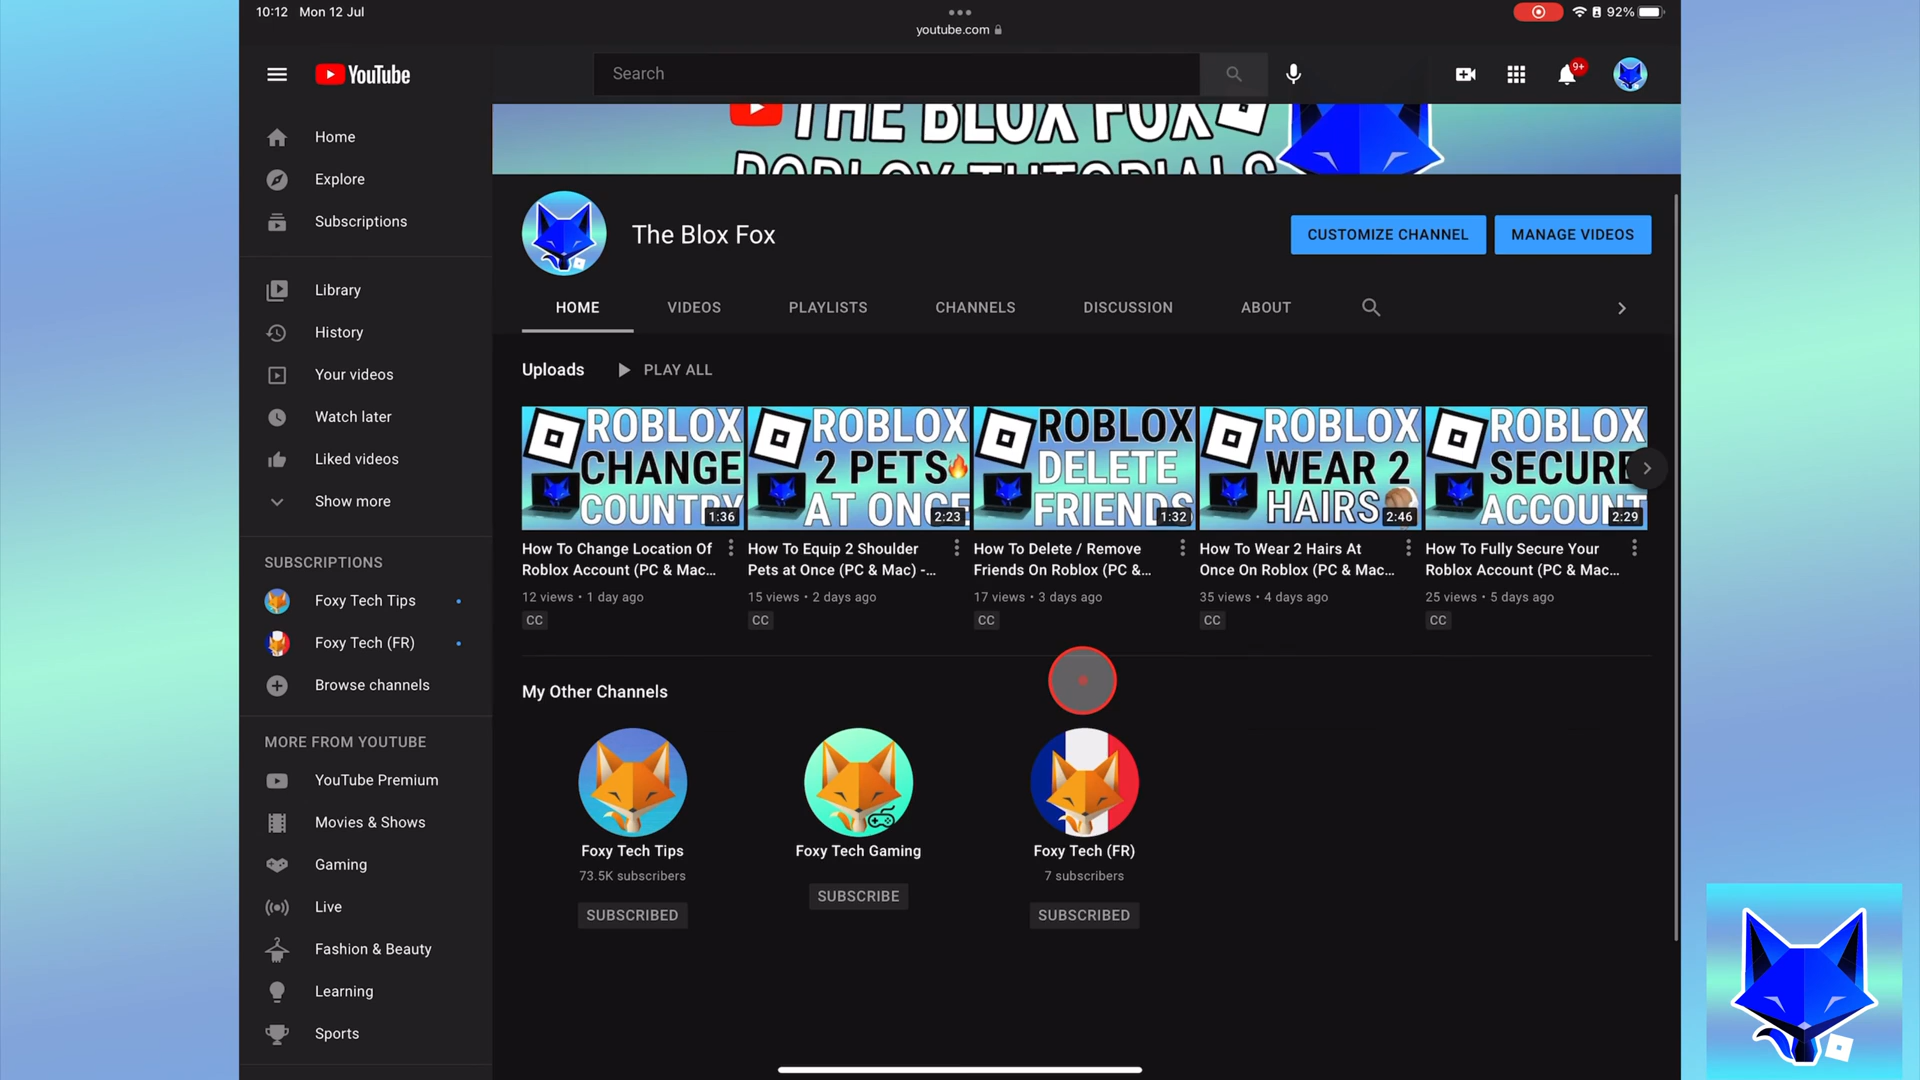 10:12 Mon 12 Jul
youtube.com
92%
YouTube
Search
9+
THE BLOX FOX
ROBLOX TUTORIALS
Home
Explore
Subscriptions
Library
History
Your videos
Watch later
Liked videos
Show more
SUBSCRIPTIONS
Foxy Tech Tips
Foxy Tech (FR)
Browse channels
MORE FROM YOUTUBE
YouTube Premium
Movies & Shows
Gaming
Live
Fashion & Beauty
Learning
Sports
The Blox Fox
CUSTOMIZE CHANNEL
MANAGE VIDEOS
HOME
VIDEOS
PLAYLISTS
CHANNELS
DISCUSSION
ABOUT
Uploads
PLAY ALL
ROBLOX
CHANGE
COUNTRY
1:36
How To Change Location Of
Roblox Account (PC & Mac...
12 views • 1 day ago
CC
ROBLOX
2 PETS
AT ONCE
2:23
How To Equip 2 Shoulder
Pets at Once (PC & Mac) -...
15 views • 2 days ago
CC
ROBLOX
DELETE
FRIENDS
1:32
How To Delete / Remove
Friends On Roblox (PC &...
17 views • 3 days ago
CC
ROBLOX
WEAR 2
HAIRS
2:46
How To Wear 2 Hairs At
Once On Roblox (PC & Mac...
35 views • 4 days ago
CC
ROBLOX
SECURE
ACCOUNT
2:29
How To Fully Secure Your
Roblox Account (PC & Mac...
25 views • 5 days ago
CC
My Other Channels
Foxy Tech Tips
73.5K subscribers
SUBSCRIBED
Foxy Tech Gaming
SUBSCRIBE
Foxy Tech (FR)
7 subscribers
SUBSCRIBED